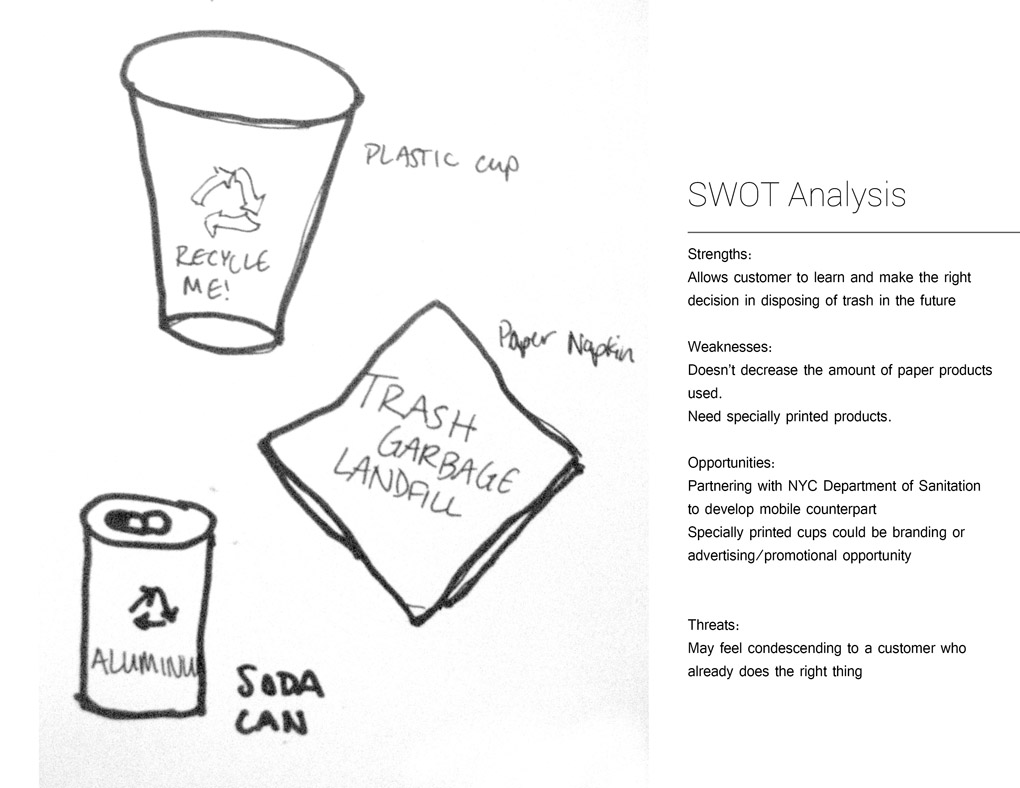 PLASTIC cup
RECYCLE
ME!
Paper Napkin
TRASH
GARBAGE
LANDFILL
ALUMINU
SODA
CAN
SWOT Analysis
Strengths:
Allows customer to learn and make the right
decision in disposing of trash in the future
Weaknesses:
Doesn't decrease the amount of paper products
used.
Need specially printed products.
Opportunities:
Partnering with NYC Department of Sanitation
to develop mobile counterpart
Specially printed cups could be branding or
advertising/promotional opportunity
Threats:
May feel condescending to a customer who
already does the right thing